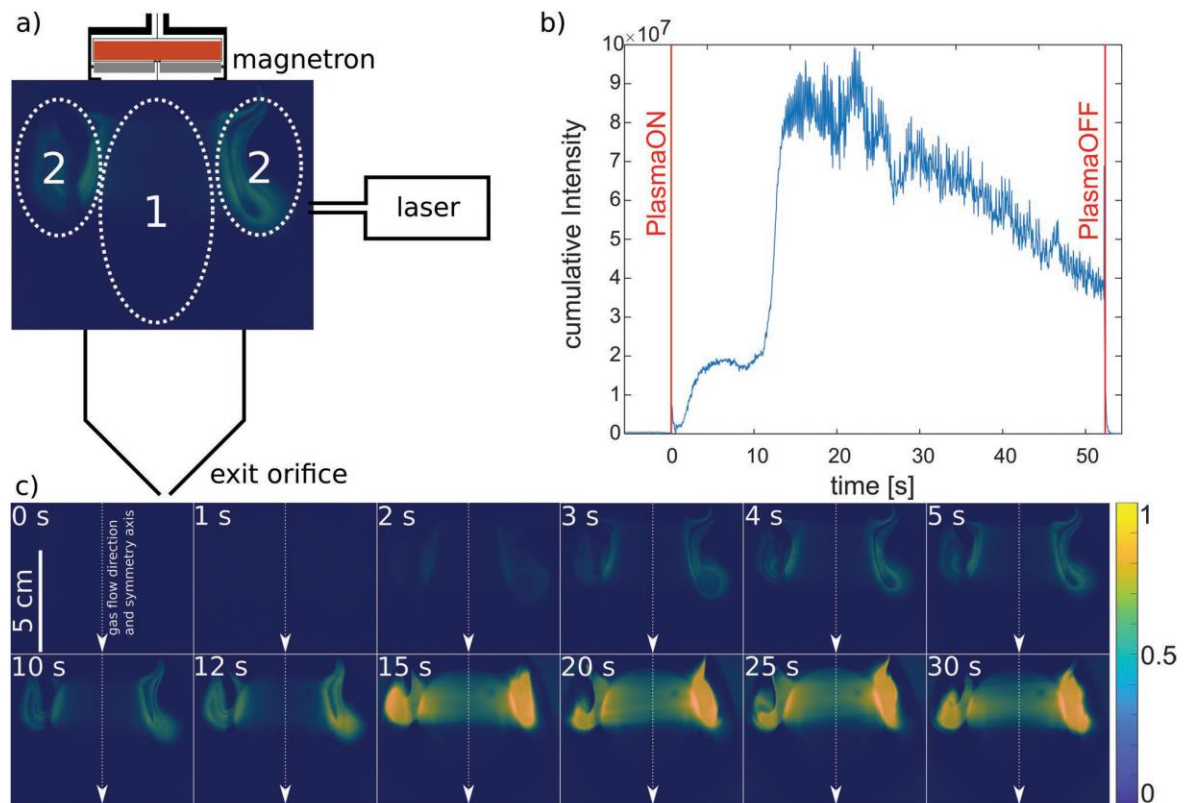 a)
magnetron
2
1
2
laser
exit orifice
b)
10×10⁷
9
8
7
6
5
4
3
2
1
0
cumulative Intensity
PlasmaON
PlasmaOFF
0
10
20
30
40
50
time [s]
c)
0 s
1 s
2 s
3 s
4 s
5 s
5 cm
gas flow direction
and symmetry axis
10 s
12 s
15 s
20 s
25 s
30 s
1
0.5
0